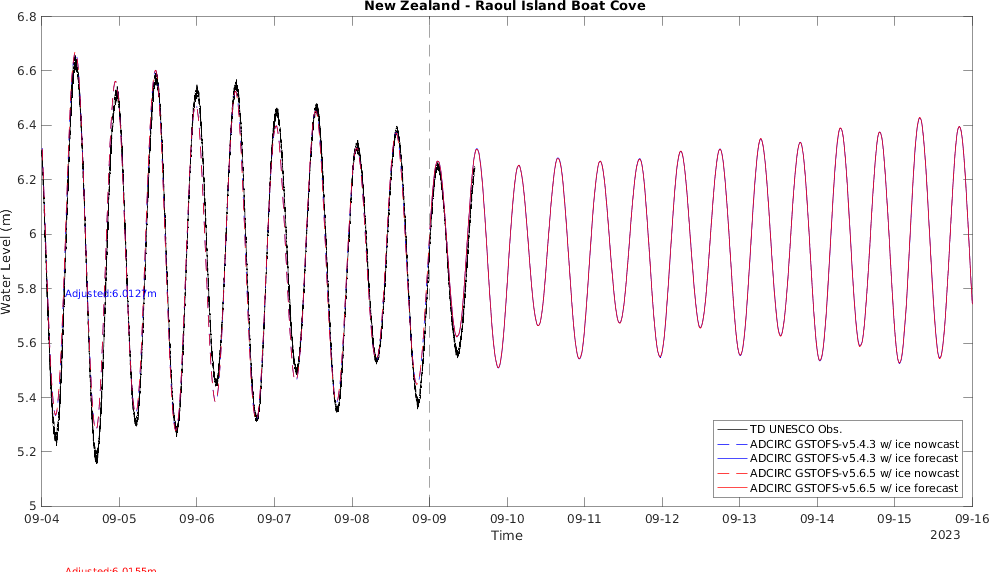 New Zealand - Raoul Island Boat Cove
6.8
6.6
6.4
6.2
6
5.8
5.6
5.4
5.2
5
Water Level (m)
Adjusted:6.0127m
TD UNESCO Obs.
ADCIRC GSTOFS-v5.4.3 w/ ice nowcast
ADCIRC GSTOFS-v5.4.3 w/ ice forecast
ADCIRC GSTOFS-v5.6.5 w/ ice nowcast
ADCIRC GSTOFS-v5.6.5 w/ ice forecast
09-04 09-05 09-06 09-07 09-08 09-09 09-10 09-11 09-12 09-13 09-14 09-15 09-16
Time
2023
Adjusted:6.0155m